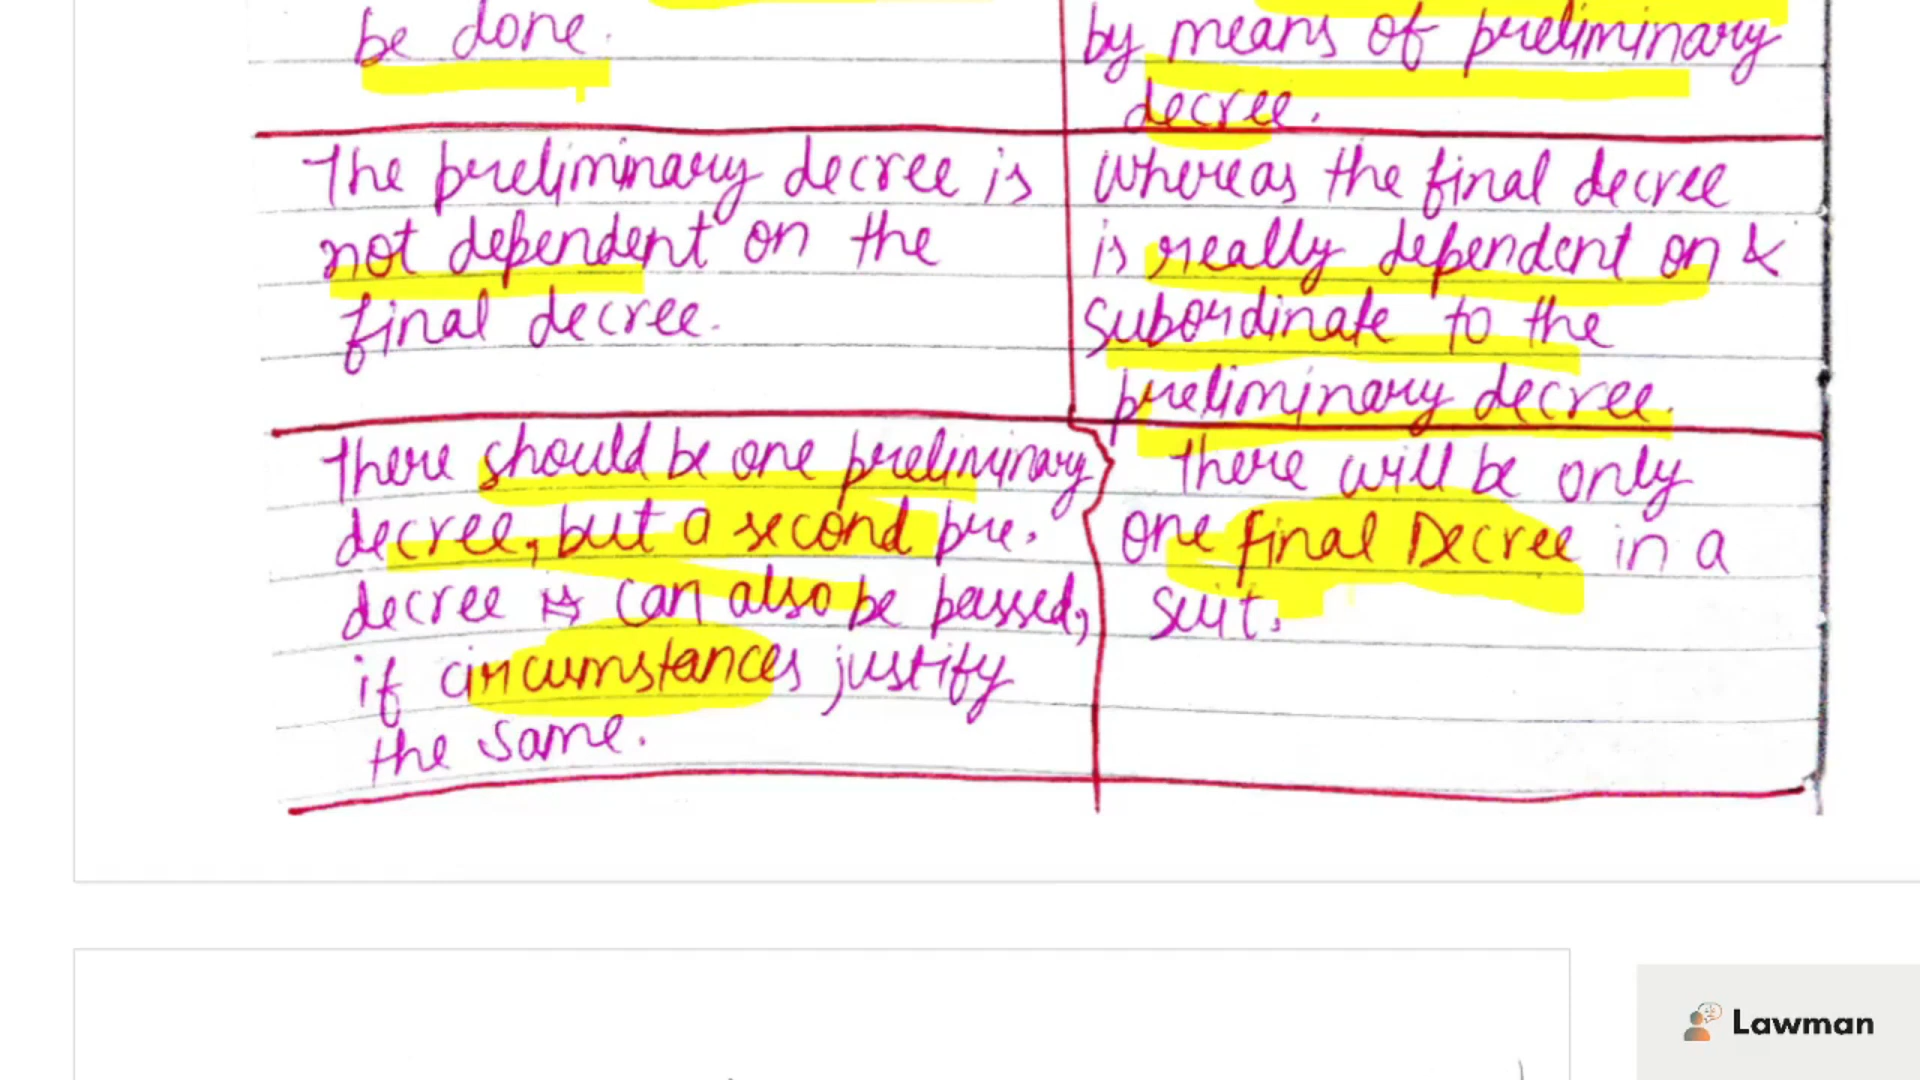 be done.
by means of preliminary
decree.
The preliminary decree is
not dependent on the
final decree.
Whereas the final decree
is really dependent on &
subordinate to the
preliminary decree.
There should be one preliminary
decree, but a second pre.
decree can also be passed,
if circumstances justify
the same.
There will be only
one final Decree in a
suit.
Lawman